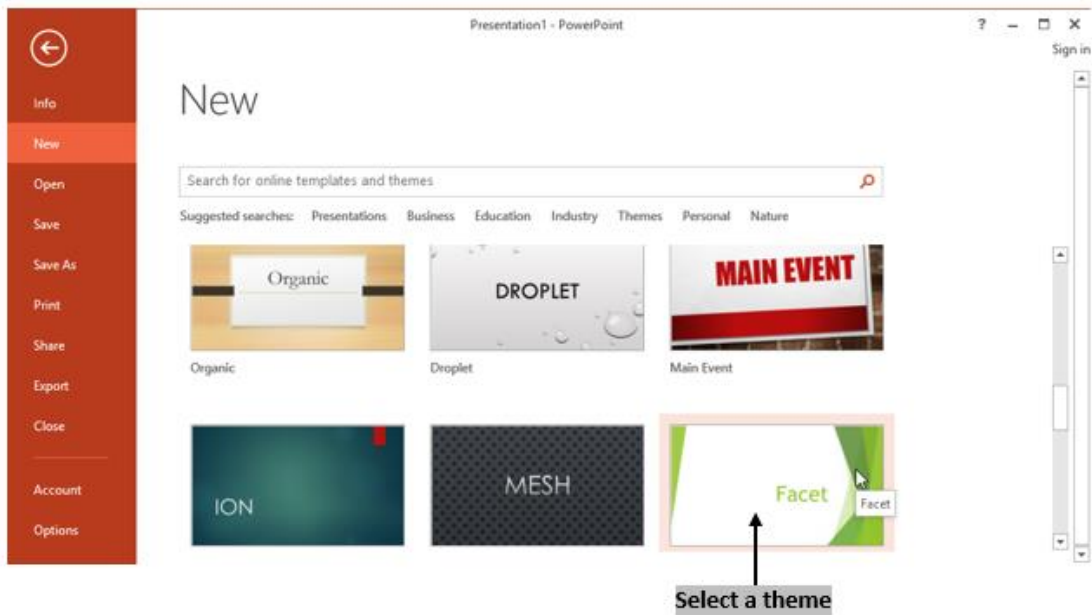 Presentation1 - PowerPoint
?
Sign in
Info
New
Open
Save
Save As
Print
Share
Export
Close
Account
Options
New
Search for online templates and themes
Suggested searches: Presentations Business Education Industry Themes Personal Nature
Organic
DROPLET
MAIN EVENT
Organic
Droplet
Main Event
ION
MESH
Facet
Facet
Select a theme